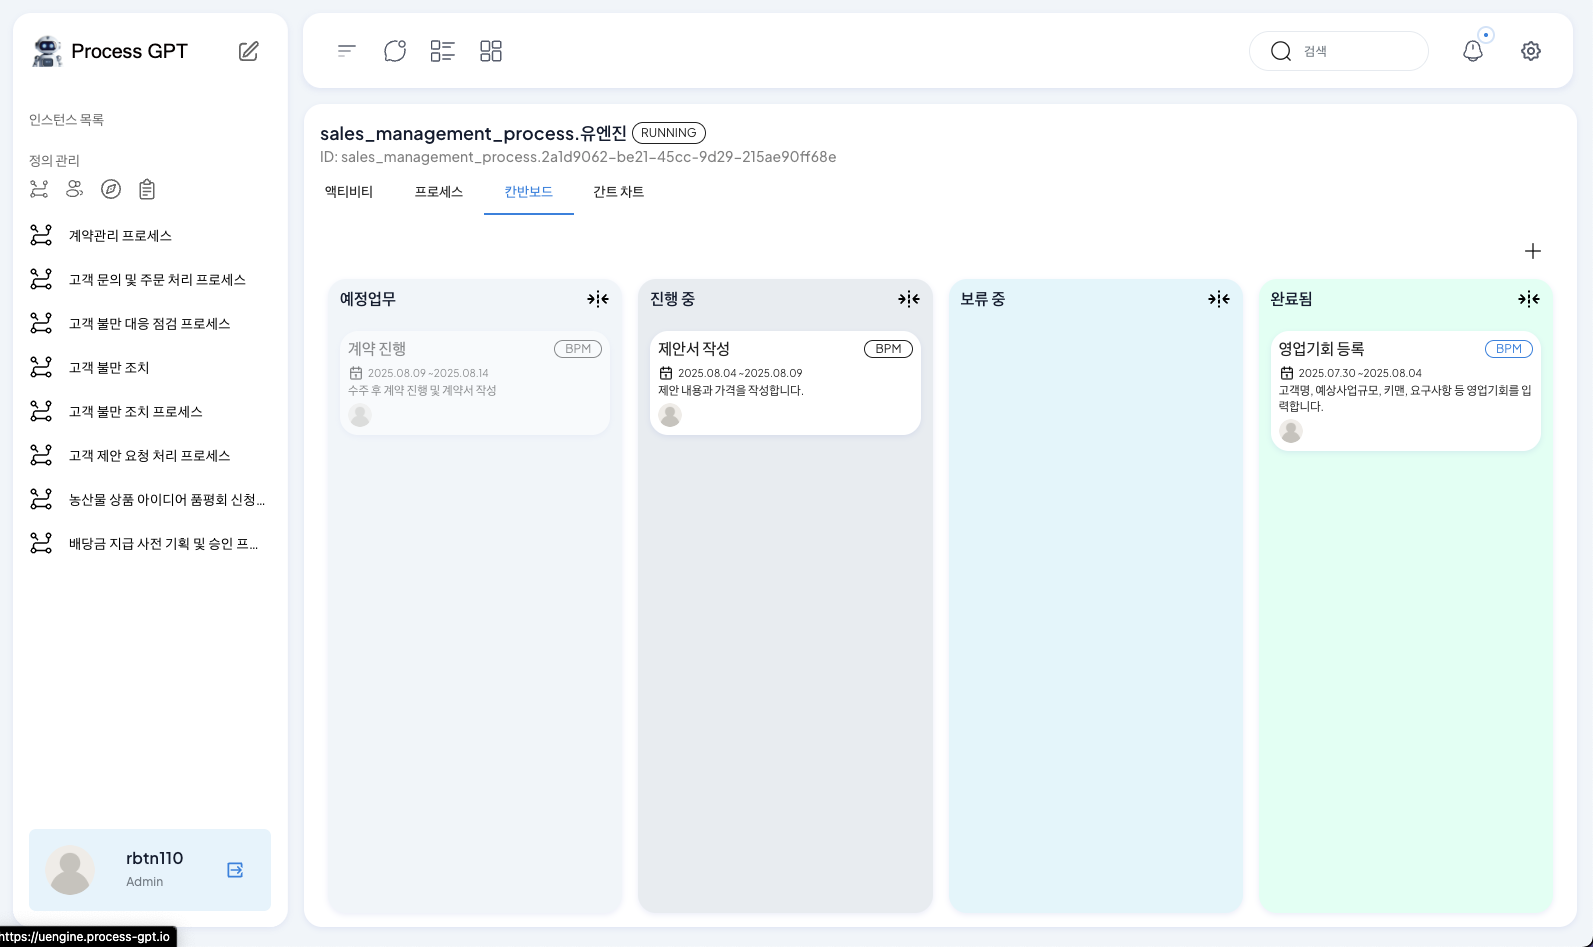 Process GPT
인스턴스 목록
정의 관리
계약관리 프로세스
고객 문의 및 주문 처리 프로세스
고객 불만 대응 점검 프로세스
고객 불만 조치
고객 불만 조치 프로세스
고객 제안 요청 처리 프로세스
농산물 상품 아이디어 품평회 신청...
배당금 지급 사전 기획 및 승인 프...
rbtn110
Admin
https://uengine.process-gpt.io
검색
sales_management_process.유엔진 RUNNING
ID: sales_management_process.2a1d9062-be21-45cc-9d29-215ae90ff68e
액티비티 프로세스 칸반보드 간트 차트
예정업무
계약 진행 BPM
2025.08.09 ~2025.08.14
수주 후 계약 진행 및 계약서 작성
진행 중
제안서 작성 BPM
2025.08.04 ~2025.08.09
제안 내용과 가격을 작성합니다.
보류 중
완료됨
영업기회 등록 BPM
2025.07.30 ~2025.08.04
고객명, 예상사업규모, 키맨, 요구사항 등 영업기회를 입
력합니다.